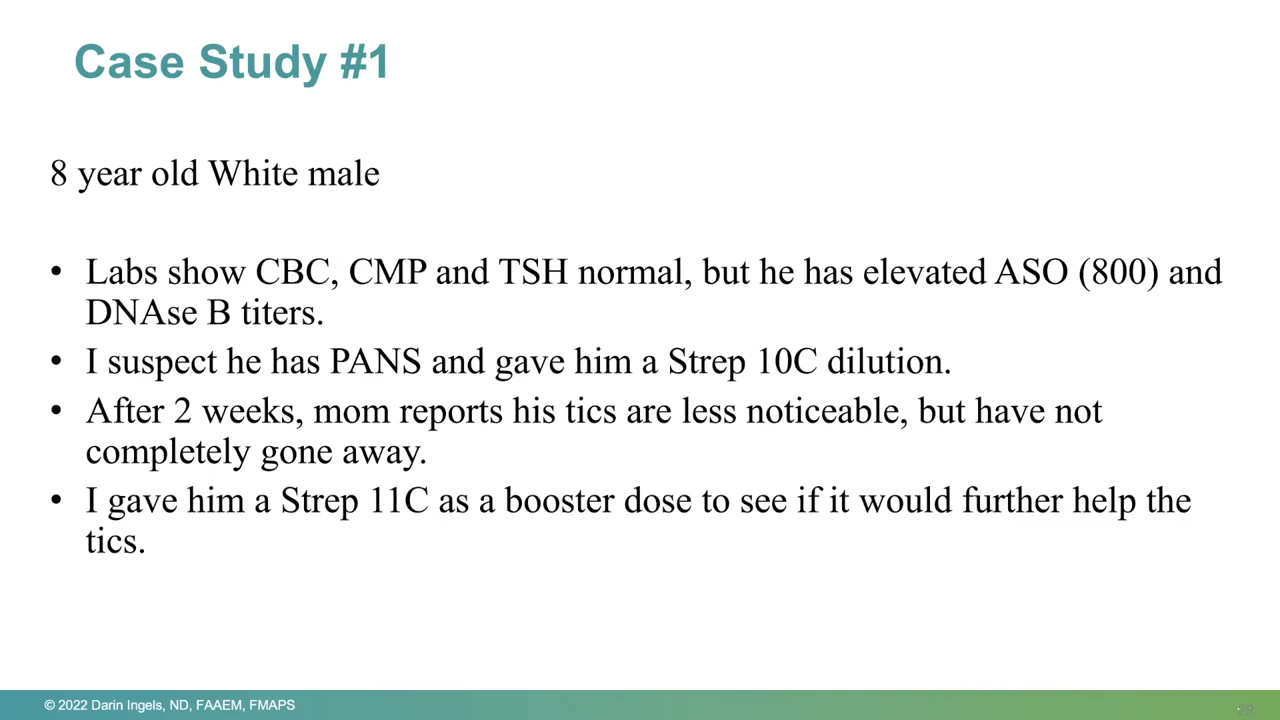 Case Study #1
8 year old White male
• Labs show CBC, CMP and TSH normal, but he has elevated ASO (800) and
DNAse B titers.
• I suspect he has PANS and gave him a Strep 10C dilution.
• After 2 weeks, mom reports his tics are less noticeable, but have not
completely gone away.
• I gave him a Strep 11C as a booster dose to see if it would further help the
tics.
© 2022 Darin Ingels, ND, FAAEM, FMAPS